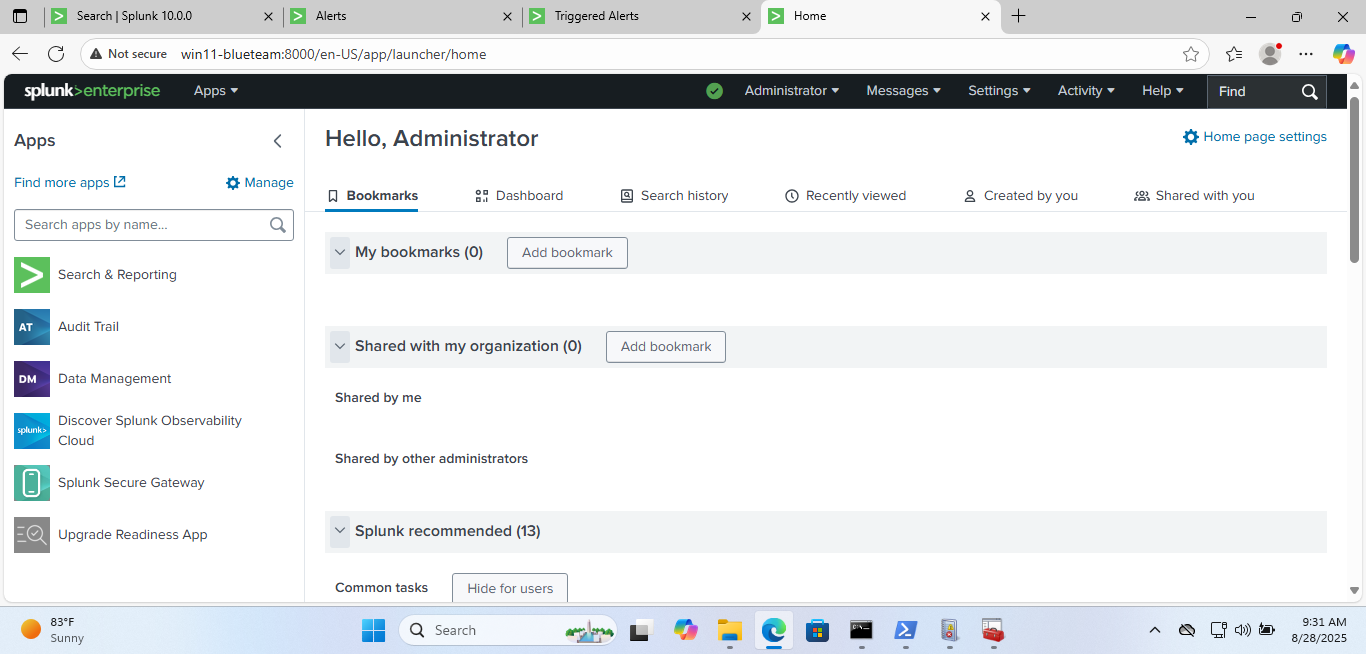 Search | Splunk 10.0.0
Alerts
Triggered Alerts
Home
Not secure
win11-blueteam:8000/en-US/app/launcher/home
splunk>enterprise
Apps
Administrator
Messages
Settings
Activity
Help
Find
Apps
Find more apps
Manage
Search apps by name...
Search & Reporting
AT
Audit Trail
DM
Data Management
splunk>
Discover Splunk Observability
Cloud
Splunk Secure Gateway
Upgrade Readiness App
Hello, Administrator
Home page settings
Bookmarks
Dashboard
Search history
Recently viewed
Created by you
Shared with you
My bookmarks (0)
Add bookmark
Shared with my organization (0)
Add bookmark
Shared by me
Shared by other administrators
Splunk recommended (13)
Common tasks
Hide for users
83°F
Sunny
Search
9:31 AM
8/28/2025